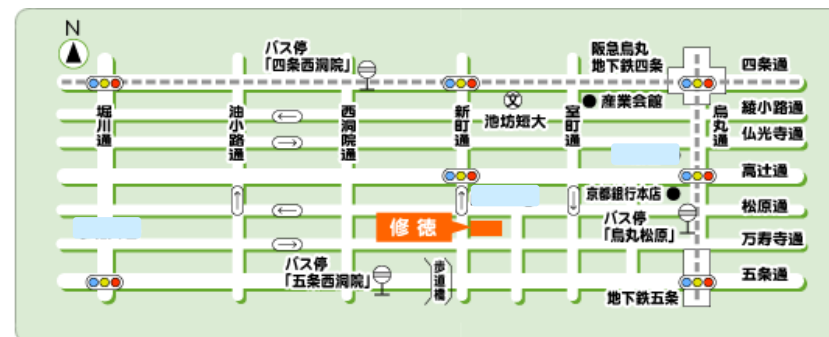 N
バス停
「四条西洞院」
阪急烏丸
地下鉄四条
四条通
堀川通
油小路通
西洞院通
新町通
池坊短大
室町通
産業会館
烏丸通
綾小路通
仏光寺通
高辻通
京都銀行本店
松原通
修徳
バス停
「烏丸松原」
万寿寺通
バス停
「五条西洞院」
歩道橋
五条通
地下鉄五条